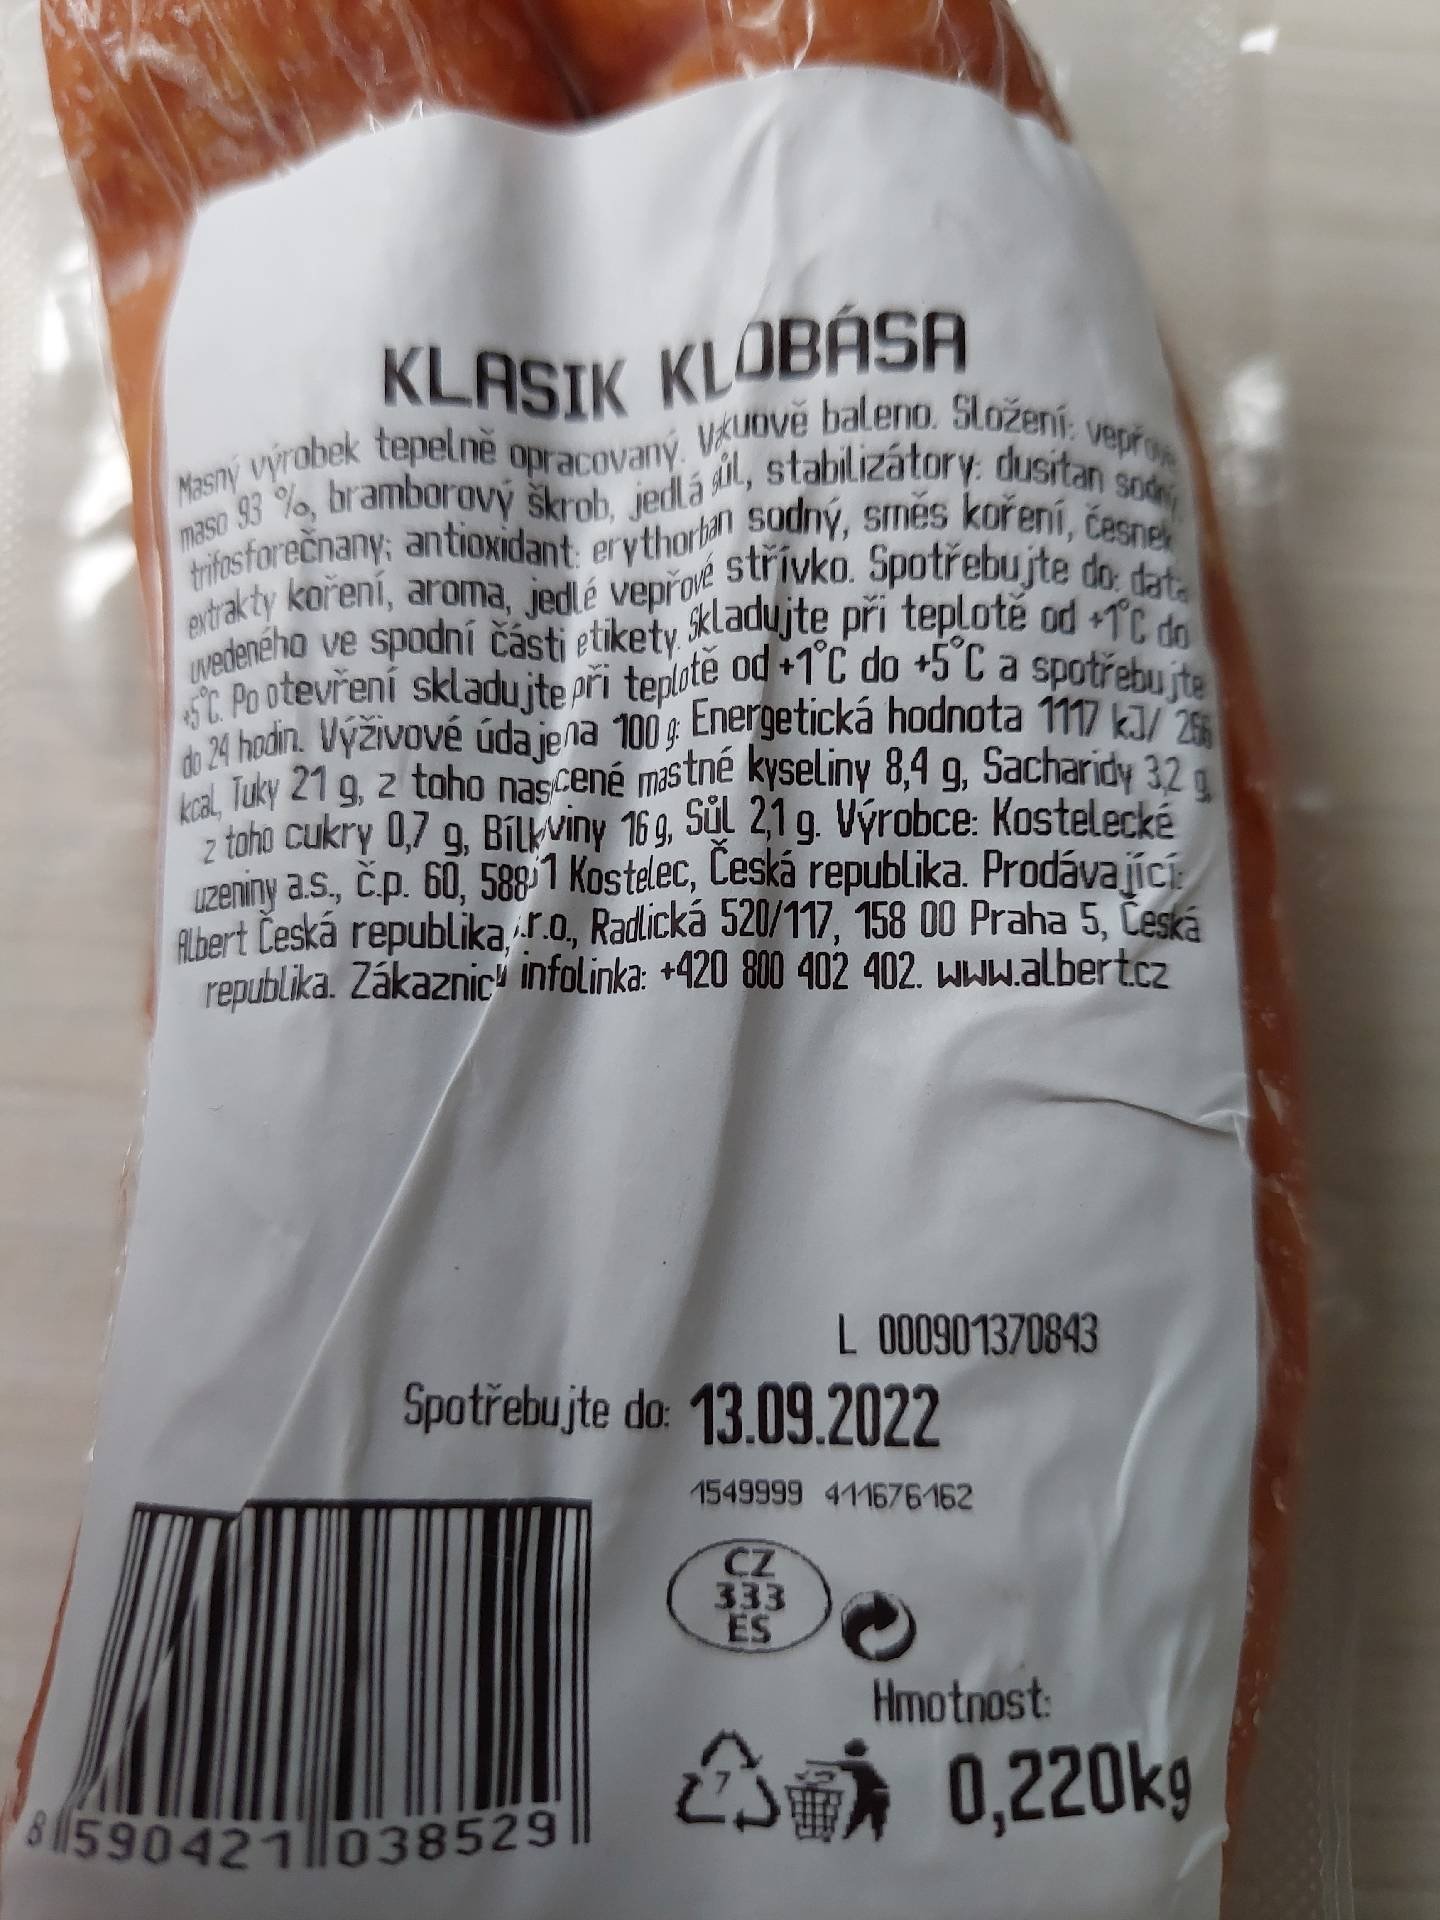 KLASIK KLOBÁSA
Masný výrobek tepelně opracovaný. Vakuově baleno. Složení: vepřové
maso 93 %, bramborový škrob, jedlá sůl, stabilizátory: dusitan sodný,
trifosforečnany; antioxidant: erythorban sodný, směs koření, česnek
extrakty koření, aroma, jedlé vepřové střívko. Spotřebujte do: data
uvedeného ve spodní části etikety. Skladujte při teplotě od +1°C do
+5°C. Po otevření skladujte při teplotě od +1°C do +5°C a spotřebujte
do 24 hodin. Výživové údaje na 100 g: Energetická hodnota 1117 kJ/ 266
kcal, Tuky 21 g, z toho nascené mastné kyseliny 8,4 g, Sacharidy 3,2 g,
z toho cukry 0,7 g, Bílkviny 16 g, Sůl 2,1 g. Výrobce: Kostelecké
uzeniny a.s., č.p. 60, 58861 Kostelec, Česká republika. Prodávající:
Albert Česká republika, s.r.o., Radlická 520/117, 158 00 Praha 5, Česká
republika. Zákaznický infolinka: +420 800 402 402. www.albert.cz
L 000901370843
Spotřebujte do: 13.09.2022
1549999 411676162
CZ
333
ES
Hmotnost:
7
0,220kg
8 590421 038529